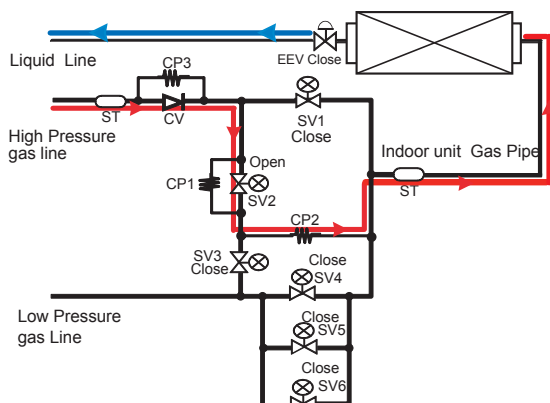 Liquid Line
EEV Close
CP3
ST
CV
SV1
Close
High Pressure
gas line
Indoor unit Gas Pipe
ST
Open
CP1
SV2
CP2
SV3
Close
Close
SV4
Low Pressure
gas Line
Close
SV5
Close
SV6